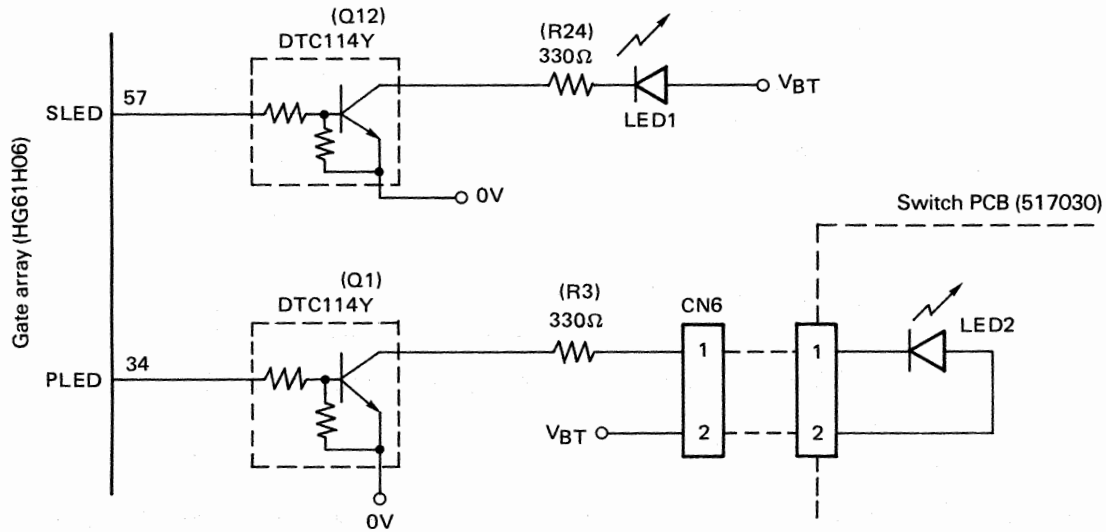 (Q12)
DTC114Y
(R24)
330Ω
SLED
57
VBT
LED1
0V
Gate array (HG61H06)
Switch PCB (517030)
(Q1)
DTC114Y
(R3)
330Ω
CN6
LED2
PLED
34
1
1
VBT
2
2
0V